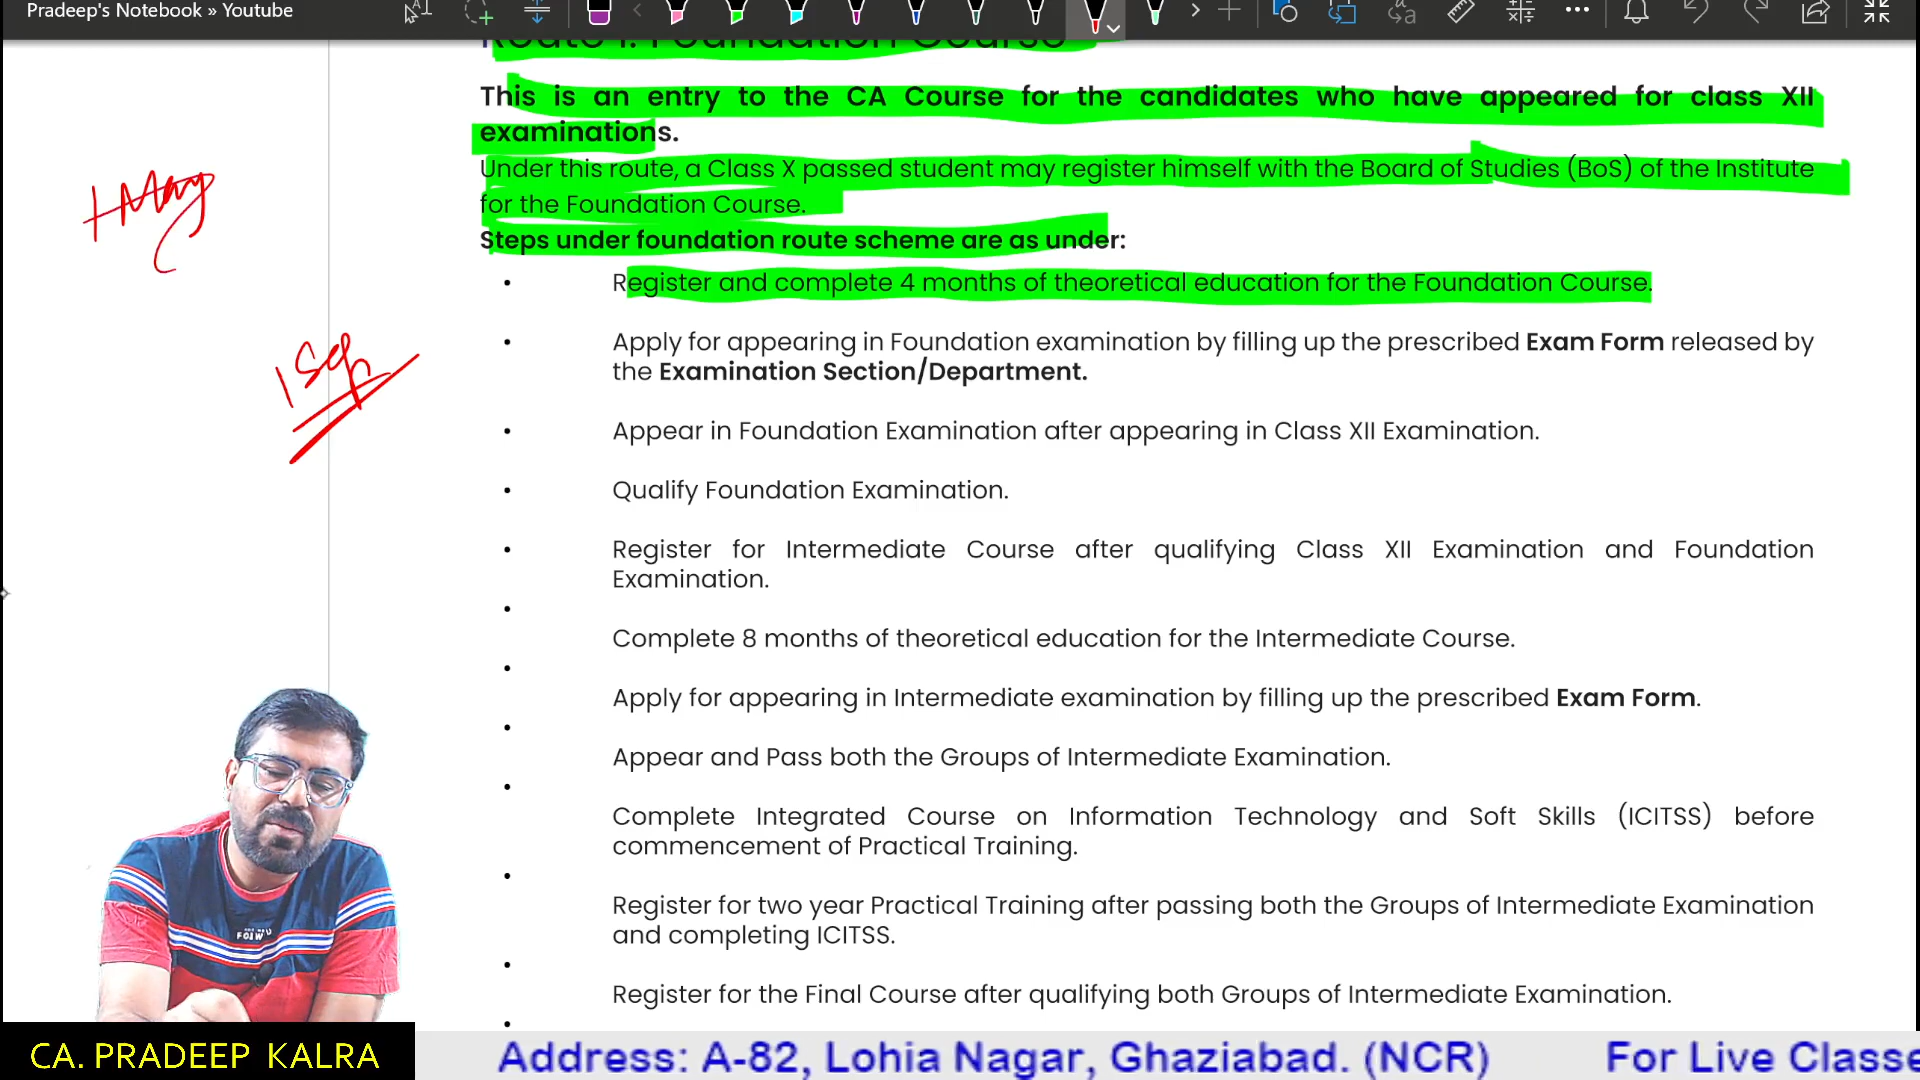 Pradeep's Notebook » Youtube
Route 1: Foundation Course
This is an entry to the CA Course for the candidates who have appeared for class XII
examinations.
Under this route, a Class X passed student may register himself with the Board of Studies (BoS) of the Institute
for the Foundation Course.
Steps under foundation route scheme are as under:
1 May
• Register and complete 4 months of theoretical education for the Foundation Course.
• Apply for appearing in Foundation examination by filling up the prescribed Exam Form released by
the Examination Section/Department.
1 Sep
• Appear in Foundation Examination after appearing in Class XII Examination.
• Qualify Foundation Examination.
• Register for Intermediate Course after qualifying Class XII Examination and Foundation
Examination.
• Complete 8 months of theoretical education for the Intermediate Course.
• Apply for appearing in Intermediate examination by filling up the prescribed Exam Form.
• Appear and Pass both the Groups of Intermediate Examination.
• Complete Integrated Course on Information Technology and Soft Skills (ICITSS) before
commencement of Practical Training.
• Register for two year Practical Training after passing both the Groups of Intermediate Examination
and completing ICITSS.
• Register for the Final Course after qualifying both Groups of Intermediate Examination.
•
CA. PRADEEP KALRA
Address: A-82, Lohia Nagar, Ghaziabad. (NCR) For Live Classe